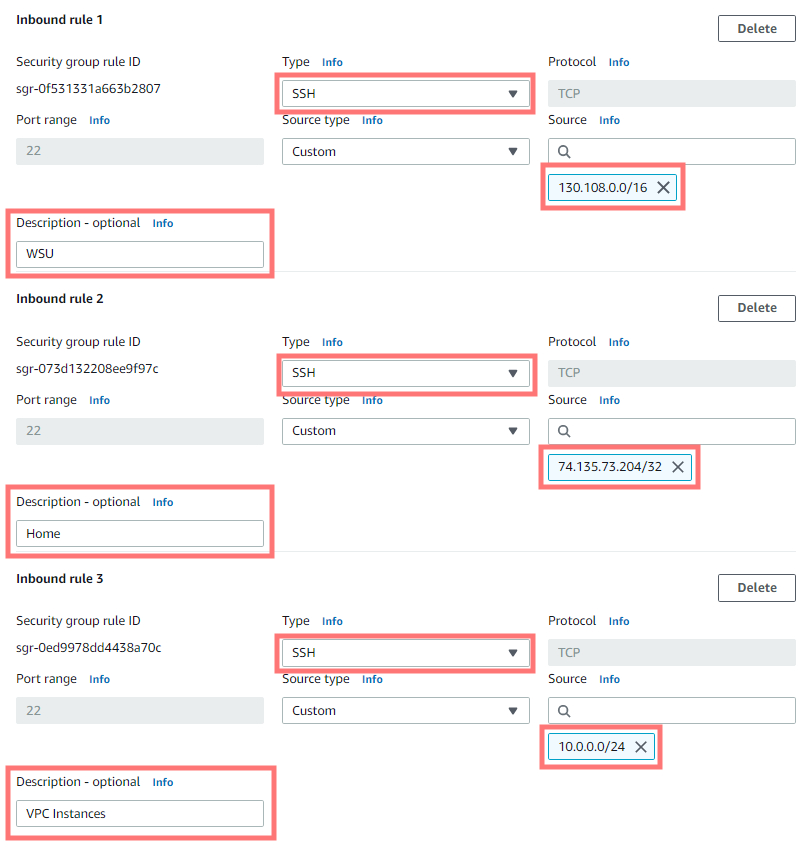 Inbound rule 1
Delete
Security group rule ID
Type Info
Protocol Info
sgr-0f531331a663b2807
SSH
TCP
Port range Info
Source type Info
Source Info
22
Custom
130.108.0.0/16
Description - optional Info
WSU
Inbound rule 2
Delete
Security group rule ID
Type Info
Protocol Info
sgr-073d132208ee9f97c
SSH
TCP
Port range Info
Source type Info
Source Info
22
Custom
74.135.73.204/32
Description - optional Info
Home
Inbound rule 3
Delete
Security group rule ID
Type Info
Protocol Info
sgr-0ed9978dd4438a70c
SSH
TCP
Port range Info
Source type Info
Source Info
22
Custom
10.0.0.0/24
Description - optional Info
VPC Instances